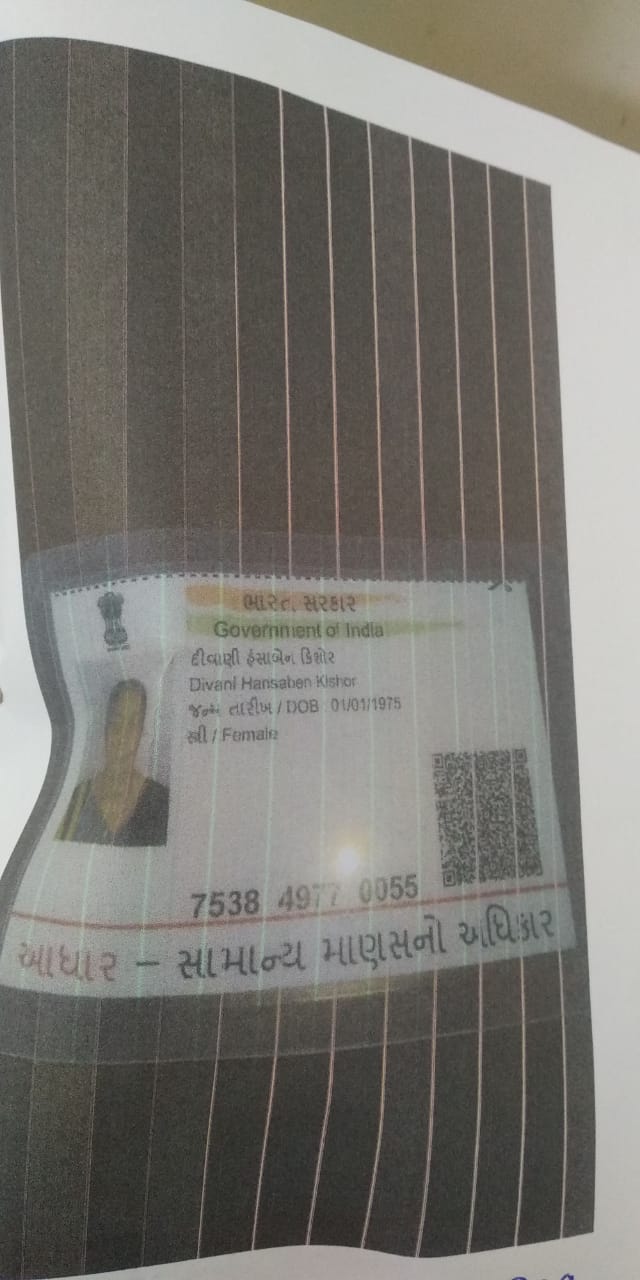 ભારત સરકાર
Government of India
દીવાણી હંસાબેન કિશોર
Divani Hansaben Kishor
જન્મ તારીખ / DOB 01/01/1975
સ્ત્રી / Female
7538 4977 0055
આધાર – સામાન્ય માણસનો અધિકાર